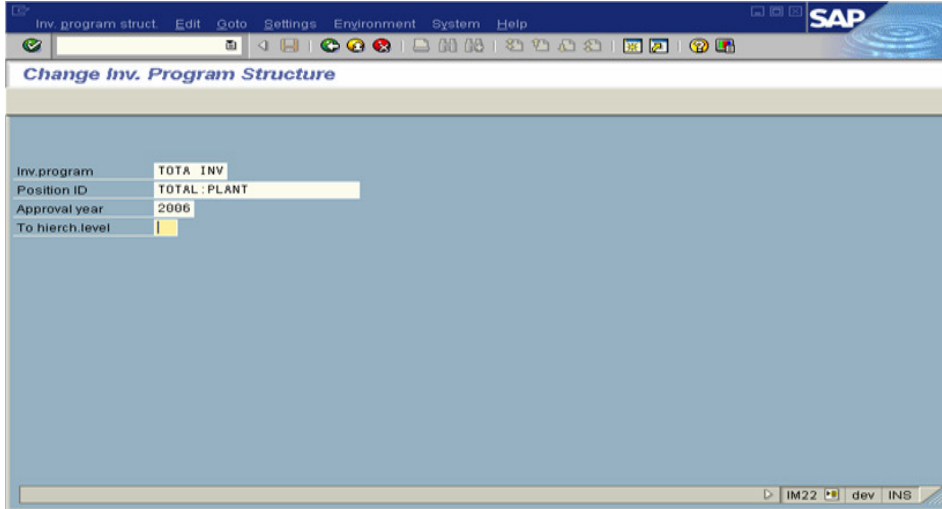 Inv. program struct. Edit Goto Settings Environment System Help
SAP
Change Inv. Program Structure
Inv.program TOTA INV
Position ID TOTAL:PLANT
Approval year 2006
To hierch.level
IM22 dev INS